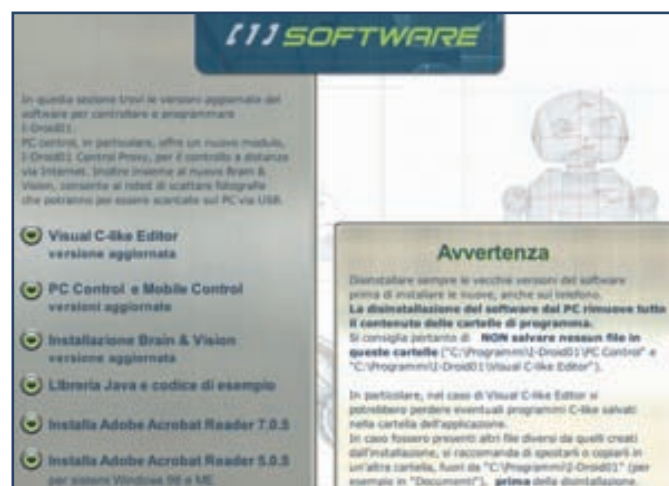 [1] SOFTWARE
In questa sezione trovi le versioni aggiornate del
software per controllare e programmare
I-Droid01.
PC control, in particolare, offre un nuovo modulo,
I-Droid01 Control Proxy, per il controllo a distanza
via Internet. Inoltre insieme al nuovo Brain &
Vision, consente al robot di scattare fotografie
che potranno poi essere scaricate sul PC via USB.
Visual C-like Editor
versione aggiornata
PC Control e Mobile Control
versioni aggiornate
Installazione Brain & Vision
versione aggiornata
Libreria Java e codice di esempio
Installa Adobe Acrobat Reader 7.0.5
Installa Adobe Acrobat Reader 5.0.5
per sistemi Windows 98 e ME
Avvertenza
Disinstallare sempre le vecchie versioni del software
prima di installare le nuove, anche sul telefono.
La disinstallazione del software dal PC rimuove tutto
il contenuto delle cartelle di programma.
Si consiglia pertanto di NON salvare nessun file in
queste cartelle ("C:\Programmi\I-Droid01\PC Control" e
"C:\Programmi\I-Droid01\Visual C-like Editor").
In particolare, nel caso di Visual C-like Editor si
potrebbero perdere eventuali programmi C-like salvati
nella cartella dell'applicazione.
In caso fossero presenti altri file diversi da quelli creati
dall'installazione, si raccomanda di spostarli o copiarli in
un'altra cartella, fuori da "C:\Programmi\I-Droid01" (per
esempio in "Documenti"), prima della disinstallazione.